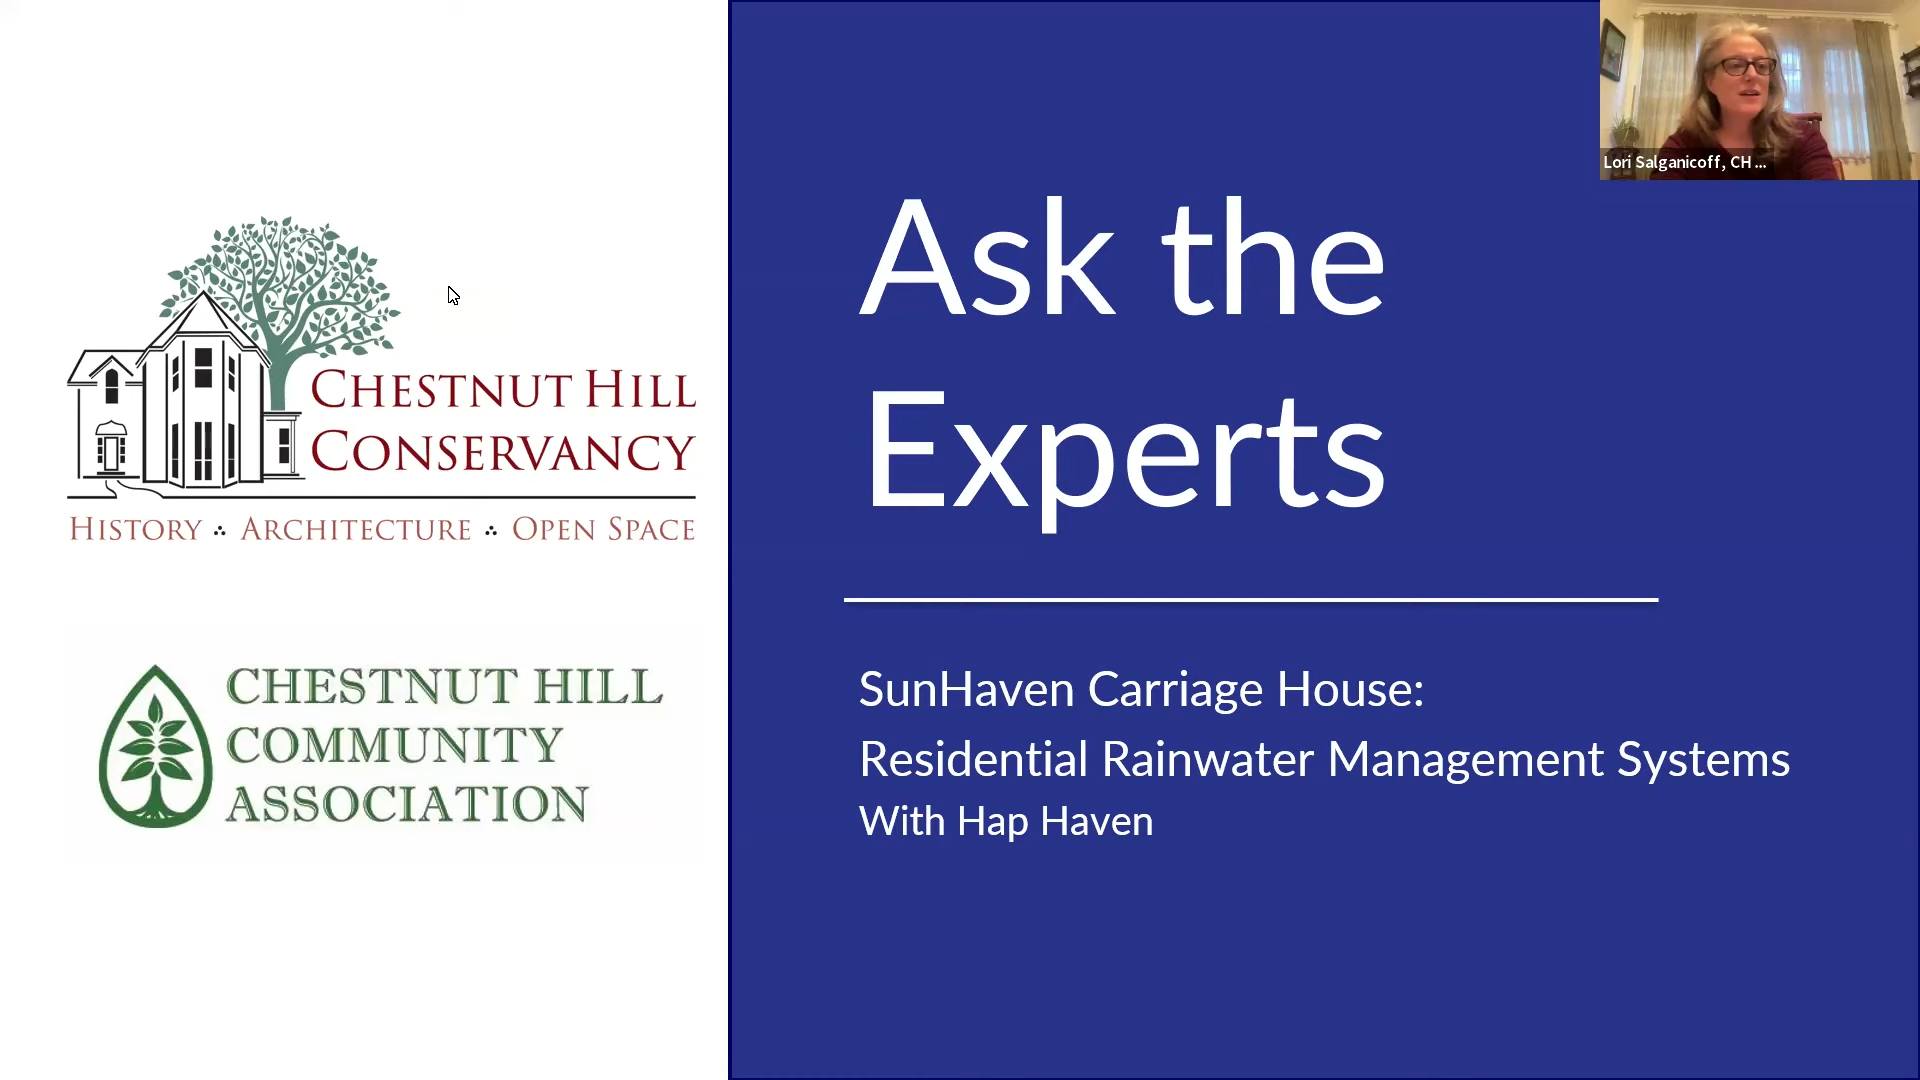 Chestnut Hill
Conservancy
History ∴ Architecture ∴ Open Space
CHESTNUT HILL
COMMUNITY
ASSOCIATION
Ask the
Experts
SunHaven Carriage House:
Residential Rainwater Management Systems
With Hap Haven
Lori Salganicoff, CH ...